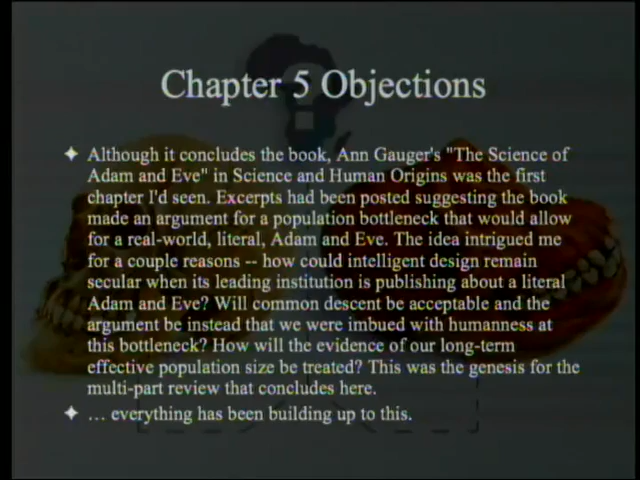 Chapter 5 Objections
Although it concludes the book, Ann Gauger's "The Science of
Adam and Eve" in Science and Human Origins was the first
chapter I'd seen. Excerpts had been posted suggesting the book
made an argument for a population bottleneck that would allow
for a real-world, literal, Adam and Eve. The idea intrigued me
for a couple reasons -- how could intelligent design remain
secular when its leading institution is publishing about a literal
Adam and Eve? Will common descent be acceptable and the
argument be instead that we were imbued with humanness at
this bottleneck? How will the evidence of our long-term
effective population size be treated? This was the genesis for the
multi-part review that concludes here.
… everything has been building up to this.